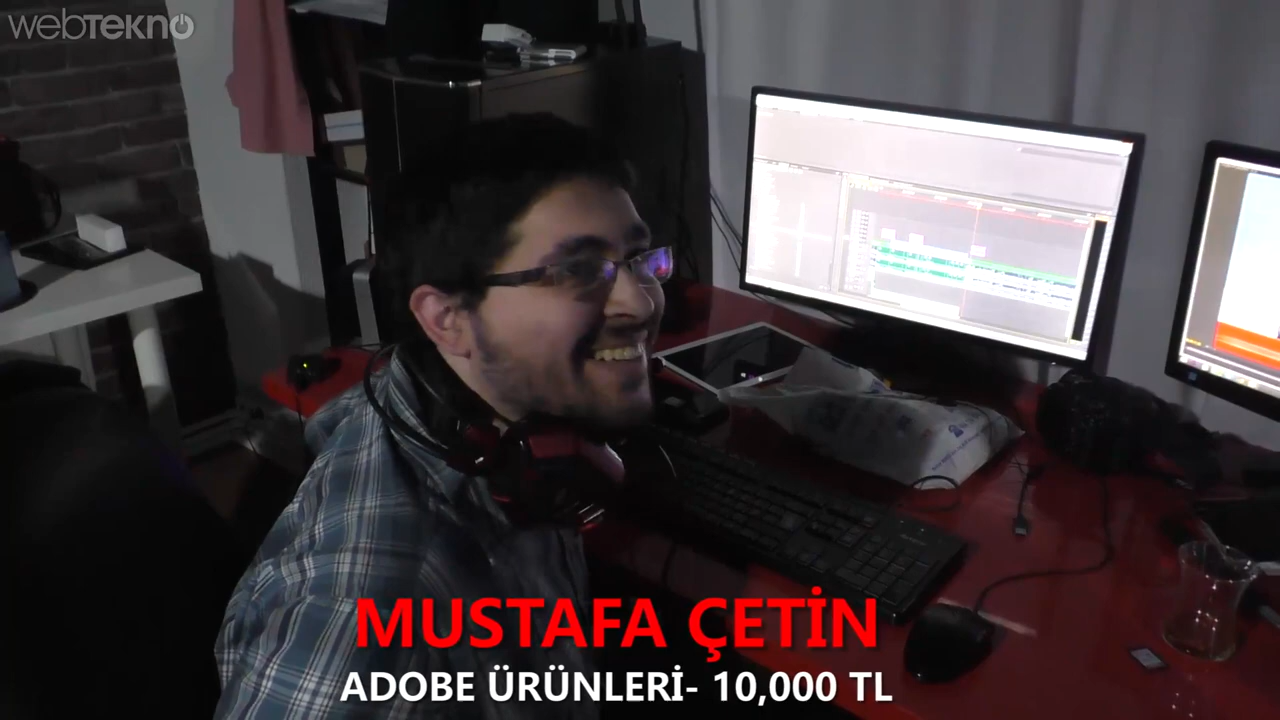 webTEKNO
MUSTAFA ÇETİN
ADOBE ÜRÜNLERİ- 10,000 TL